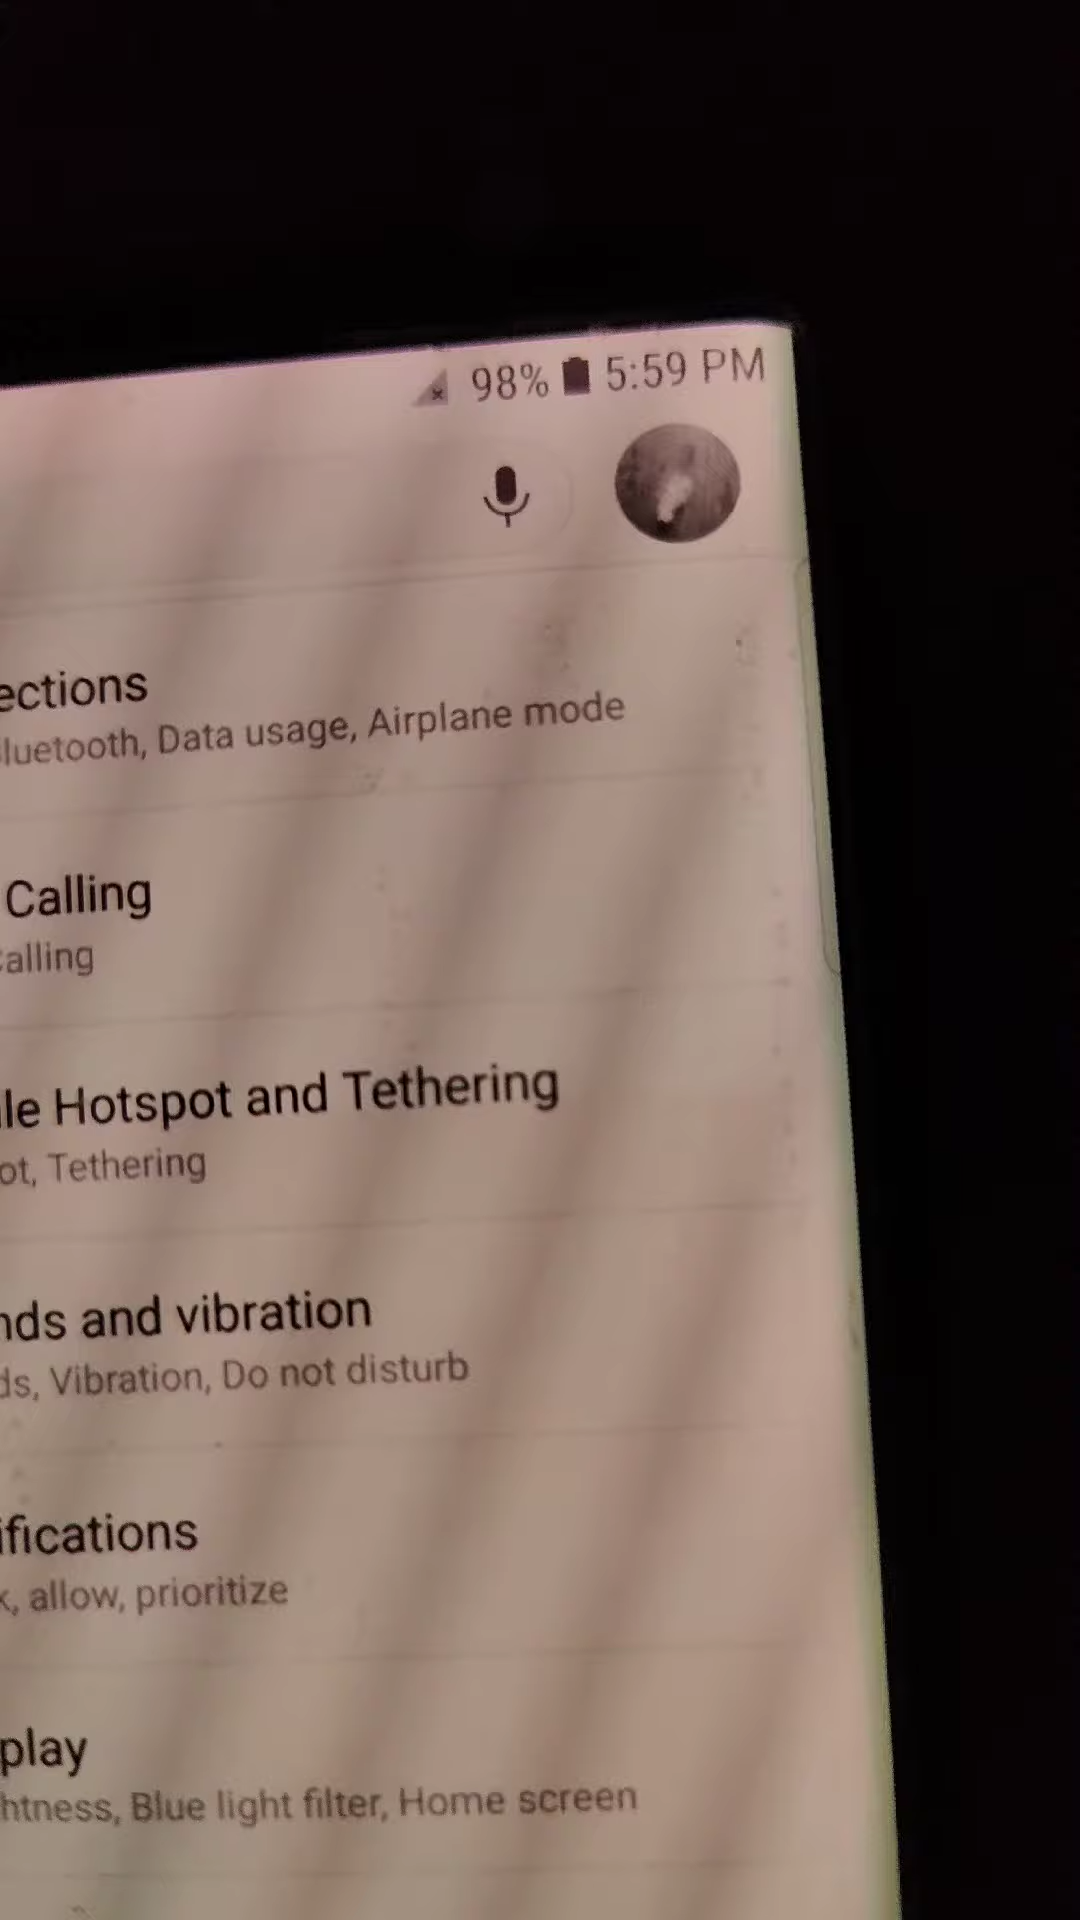 98% 5:59 PM
ections
luetooth, Data usage, Airplane mode
Calling
alling
le Hotspot and Tethering
ot, Tethering
nds and vibration
ds, Vibration, Do not disturb
ifications
k, allow, prioritize
play
htness, Blue light filter, Home screen